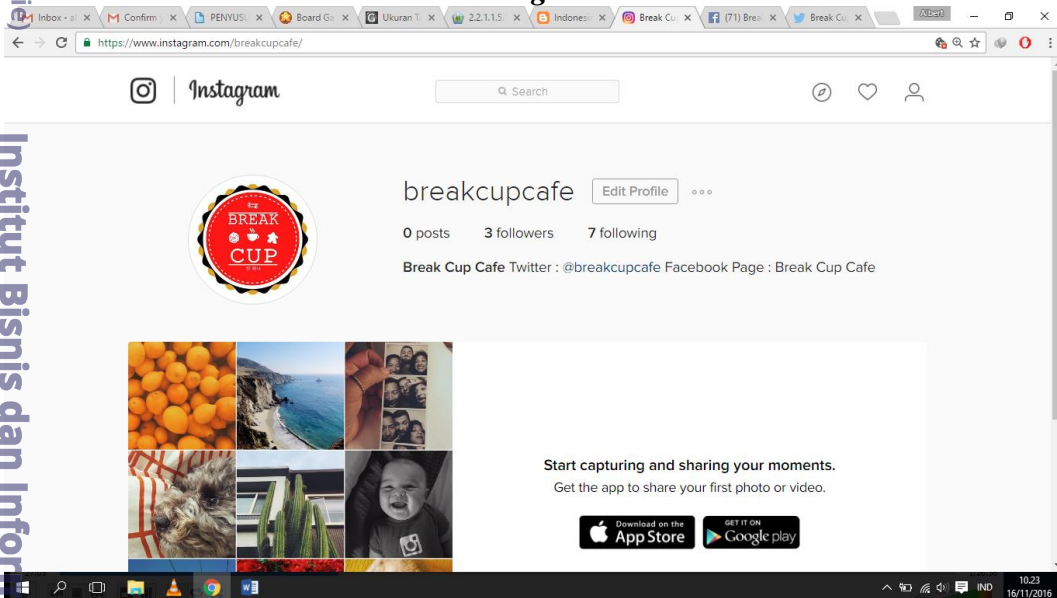 Inbox - al
Confirm y
PENYUSU
Board Ga
Ukuran T
2.2.1.1.5.
Indones
Break Cu
(71) Brea
Break Cu
Albert
https://www.instagram.com/breakcupcafe/
Instagram
Search
breakcupcafe
Edit Profile
0 posts 3 followers 7 following
Break Cup Cafe Twitter : @breakcupcafe Facebook Page : Break Cup Cafe
BREAK
CUP
Start capturing and sharing your moments.
Get the app to share your first photo or video.
Download on the
App Store
GET IT ON
Google play
Institut Bisnis dan Infor
IND
10.23
16/11/2016